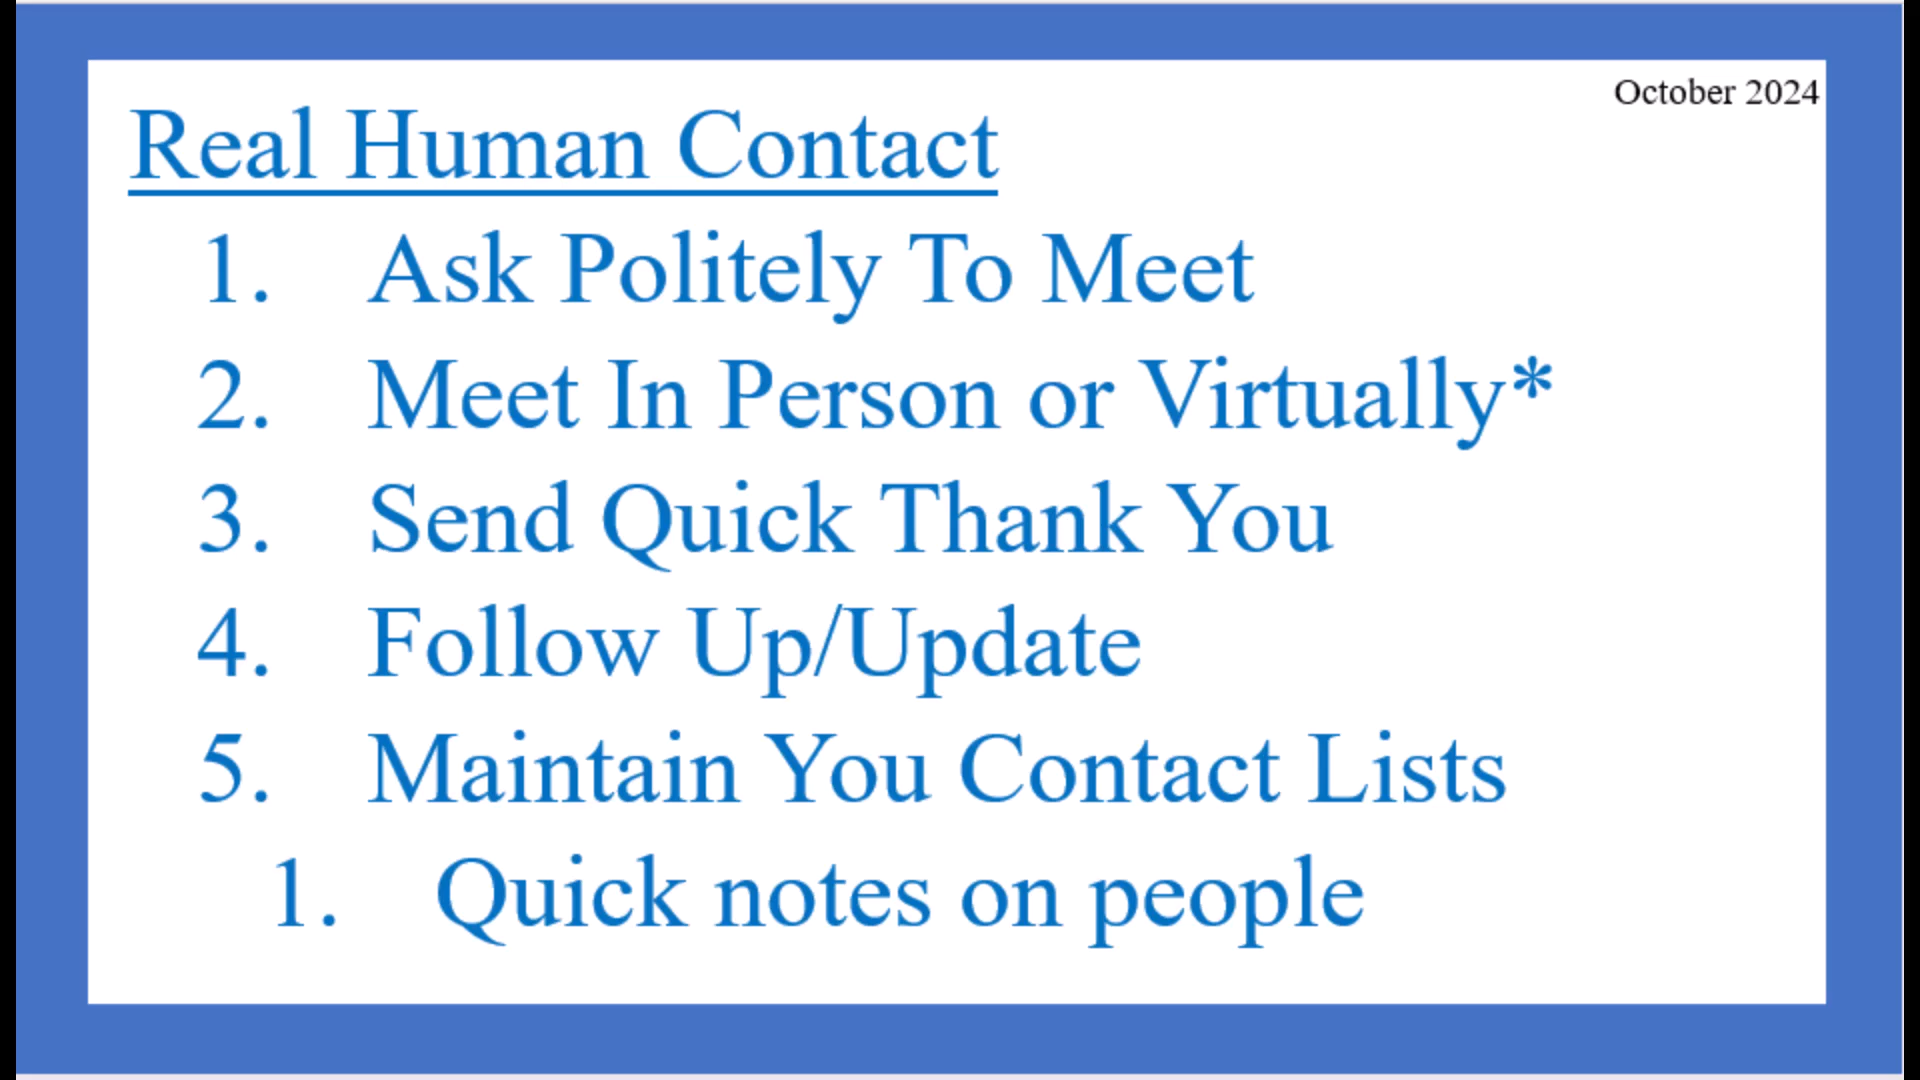 October 2024
Real Human Contact
1. Ask Politely To Meet
2. Meet In Person or Virtually*
3. Send Quick Thank You
4. Follow Up/Update
5. Maintain You Contact Lists
1. Quick notes on people